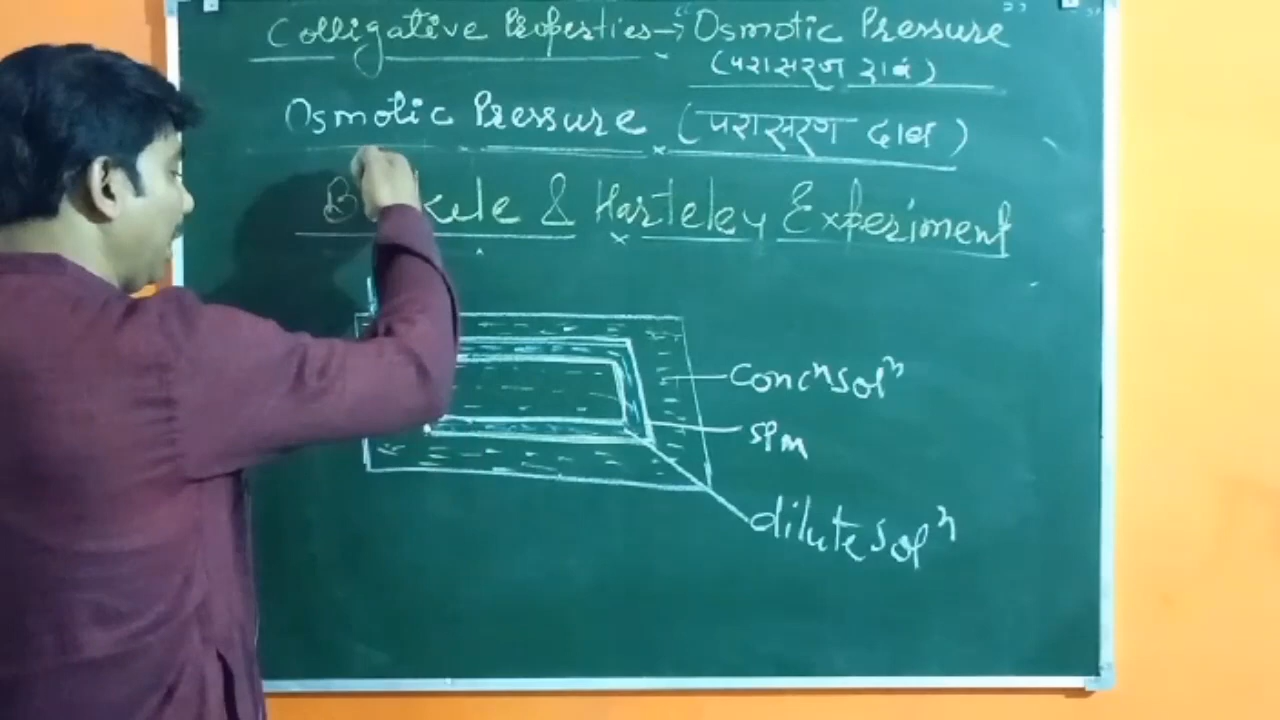 Colligative Properties → "Osmotic Pressure"
(परासरण दाब)
Osmotic Pressure (परासरण दाब)
& Harteley Experiment
concⁿ solⁿ
SPM
dilute solⁿ